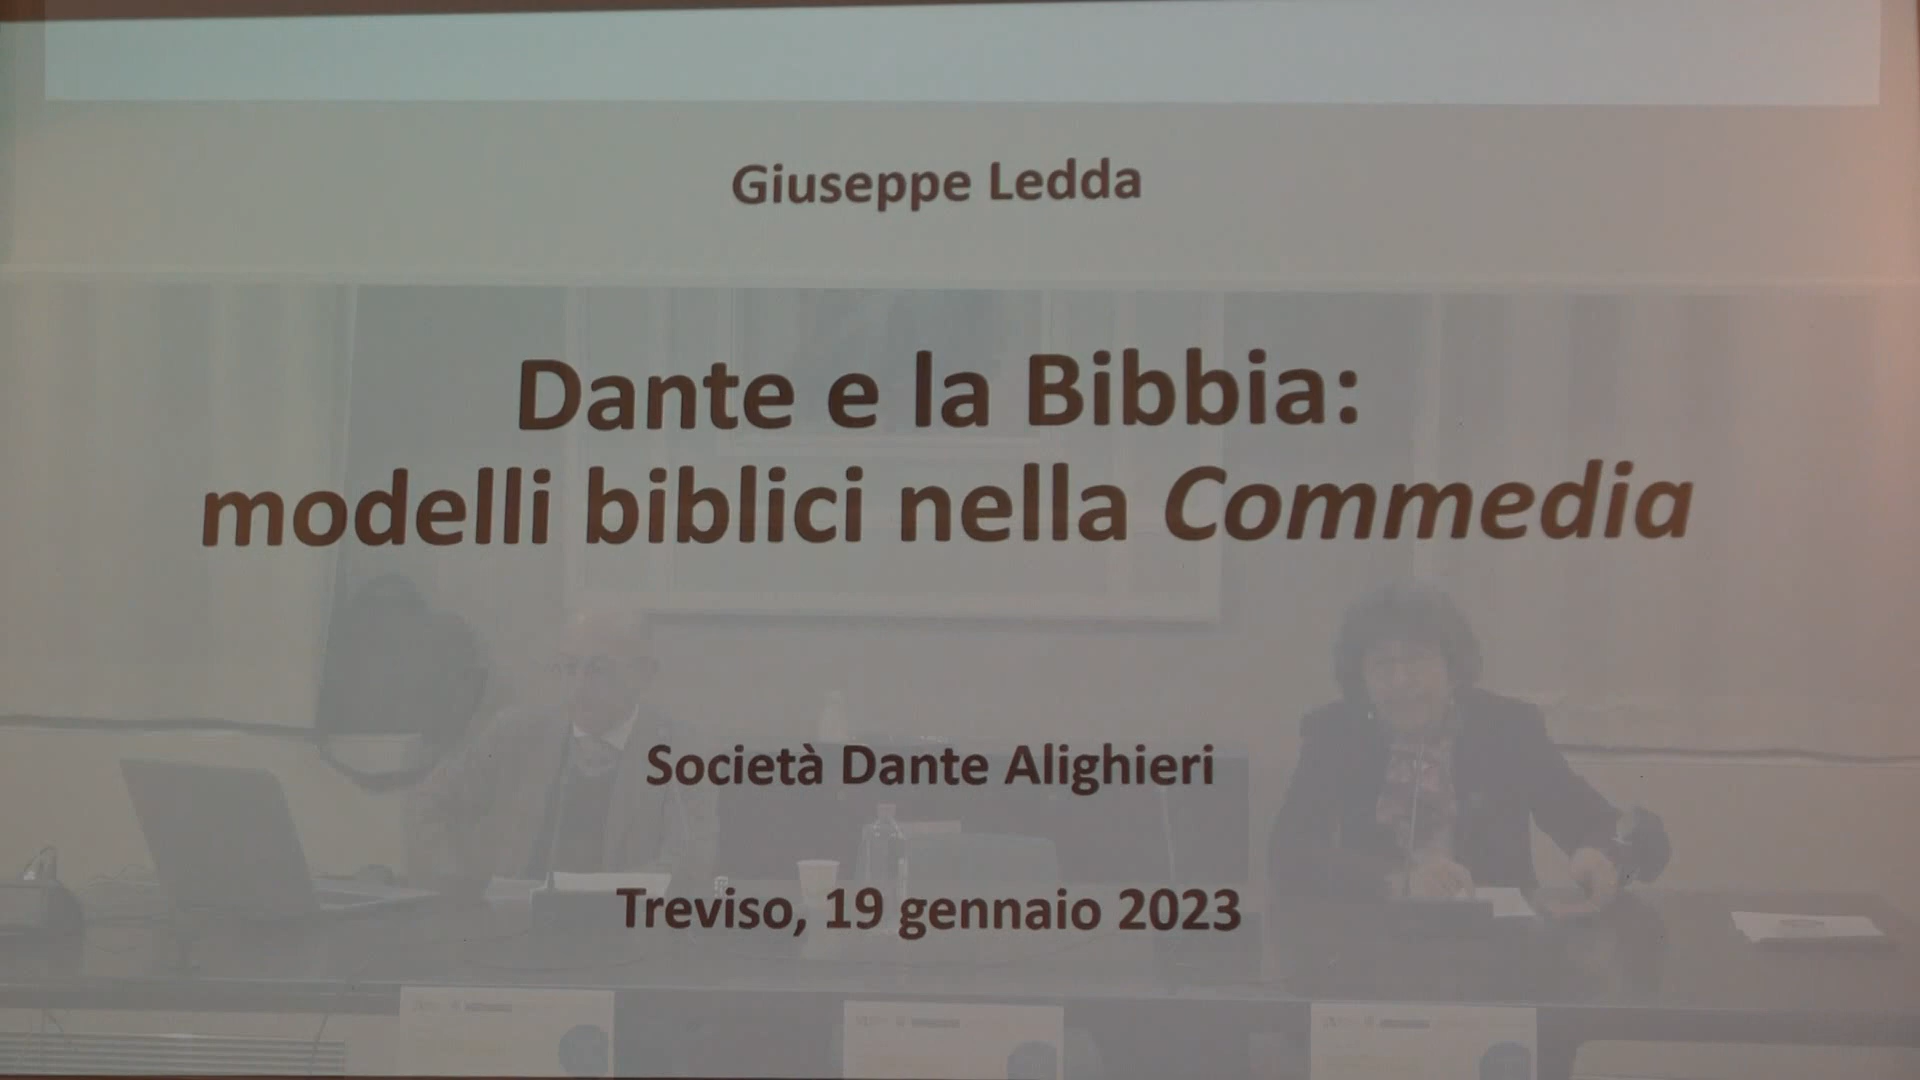 Giuseppe Ledda
Dante e la Bibbia:
modelli biblici nella Commedia
Società Dante Alighieri
Treviso, 19 gennaio 2023